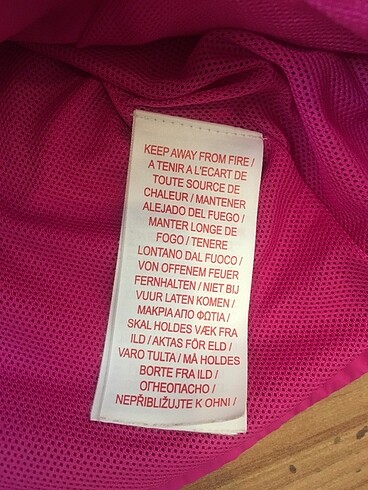 KEEP AWAY FROM FIRE /
A TENIR A L'ECART DE
TOUTE SOURCE DE
CHALEUR / MANTENER
ALEJADO DEL FUEGO /
MANTER LONGE DE
FOGO / TENERE
LONTANO DAL FUOCO /
VON OFFENEM FEUER
FERNHALTEN / NIET BIJ
VUUR LATEN KOMEN /
ΜΑΚΡΙΑ ΑΠΟ ΦΩΤΙΑ /
SKAL HOLDES VÆK FRA
ILD / AKTAS FÖR ELD /
VARO TULTA / MÅ HOLDES
BORTE FRA ILD /
ОГНЕОПАСНО /
NEPŘIBLIŽUJTE K OHNI /